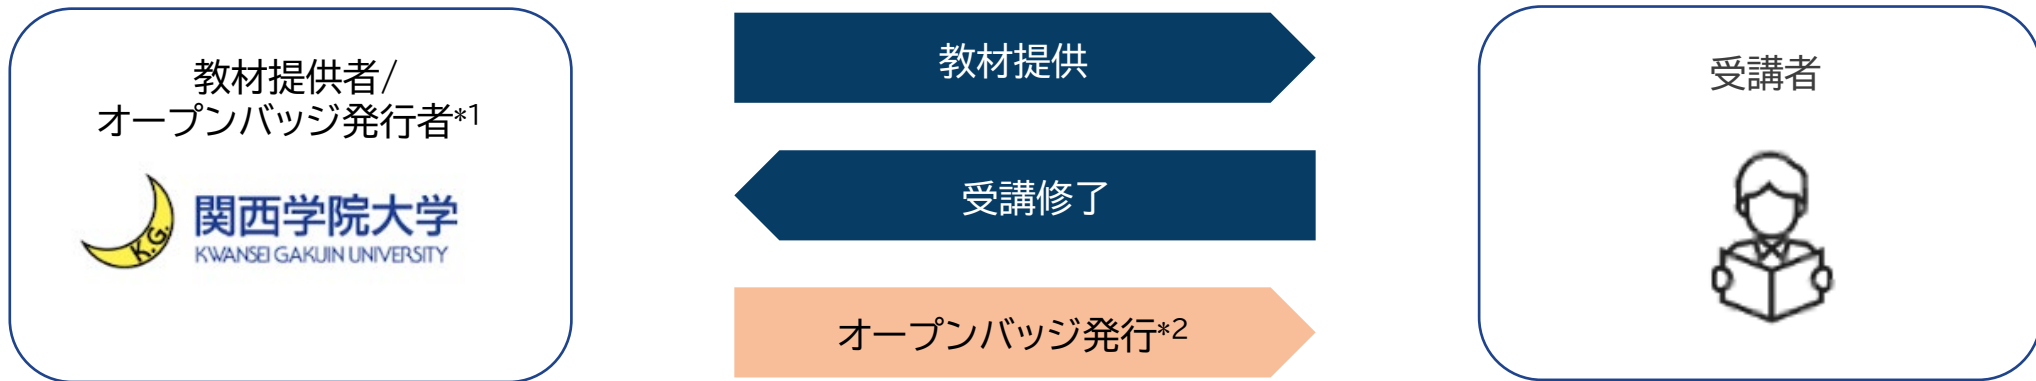 教材提供者/
オープンバッジ発行者*1
K.G.
関西学院大学
KWANSEI GAKUIN UNIVERSITY
教材提供
受講修了
オープンバッジ発行*2
受講者